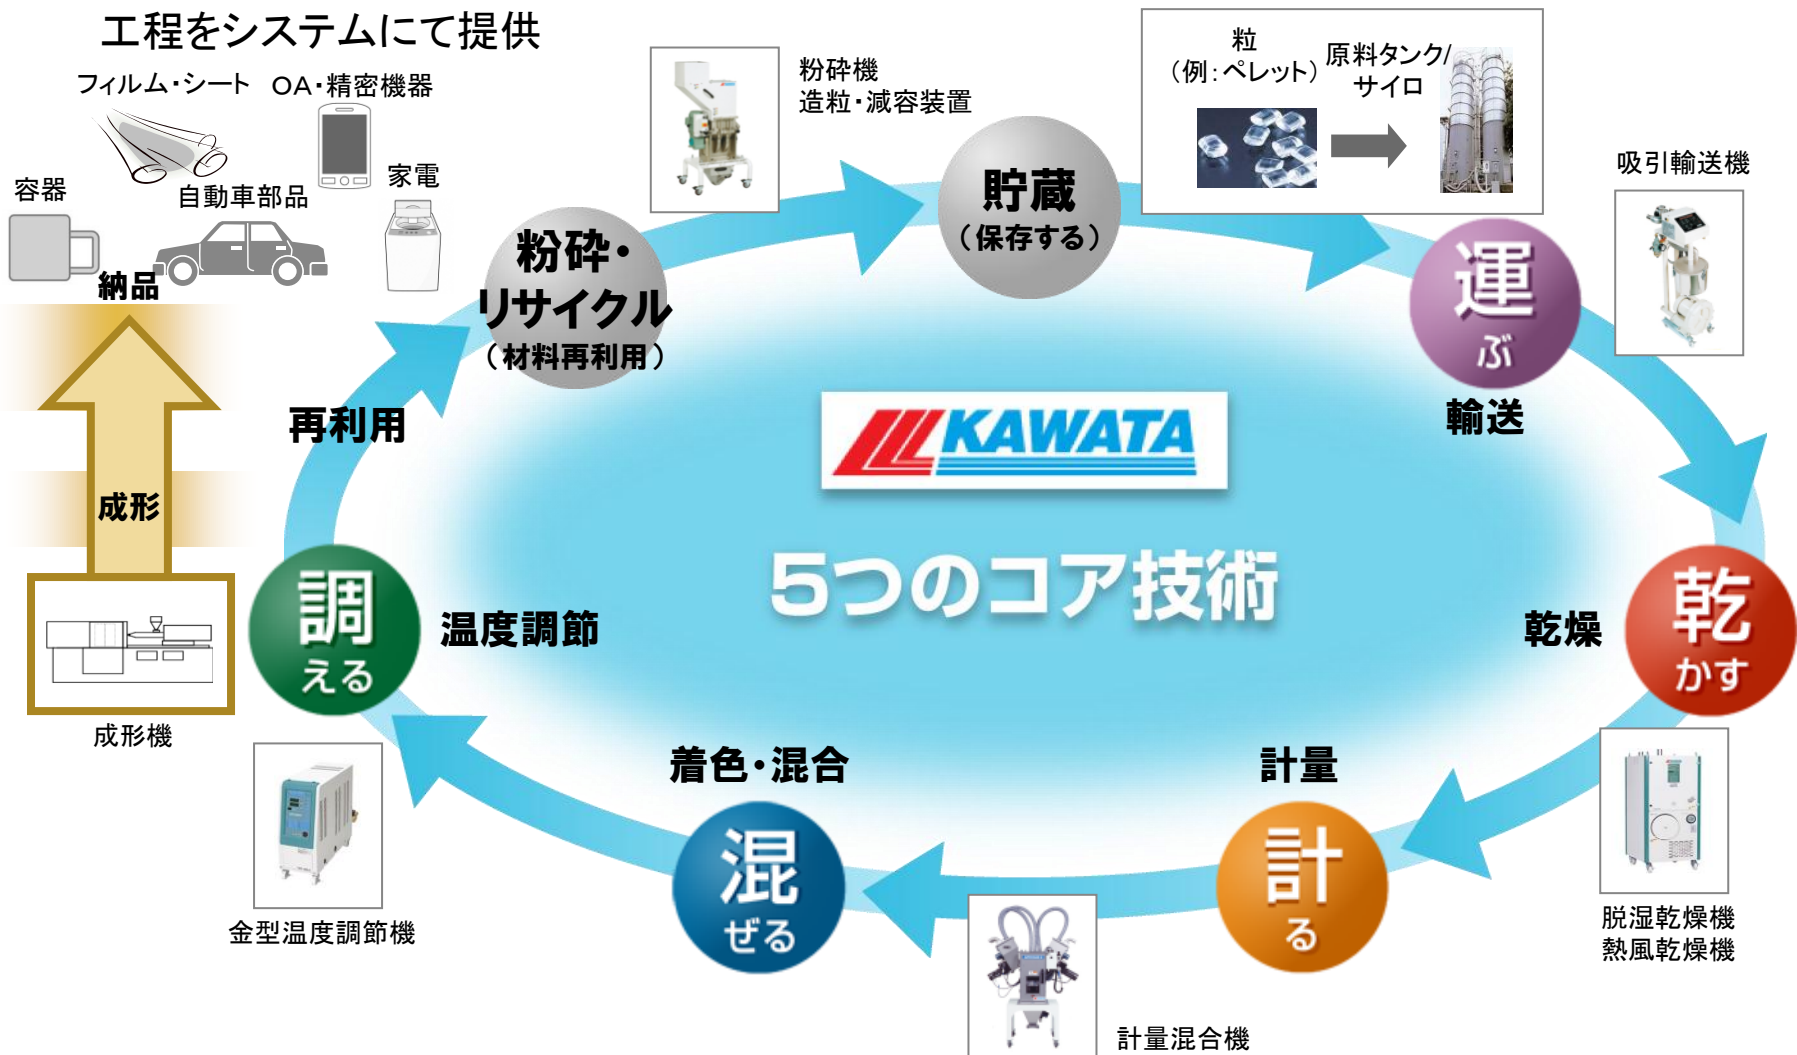 工程をシステムにて提供
フィルム・シート
OA・精密機器
容器
自動車部品
家電
納品
成形
成形機
粉砕機
造粒・減容装置
粒
(例:ペレット)
原料タンク/
サイロ
吸引輸送機
粉砕・
リサイクル
(材料再利用)
貯蔵
(保存する)
運
ぶ
輸送
再利用
KAWATA
5つのコア技術
調
える
温度調節
乾燥
乾
かす
着色・混合
計量
混
ぜる
計
る
金型温度調節機
計量混合機
脱湿乾燥機
熱風乾燥機